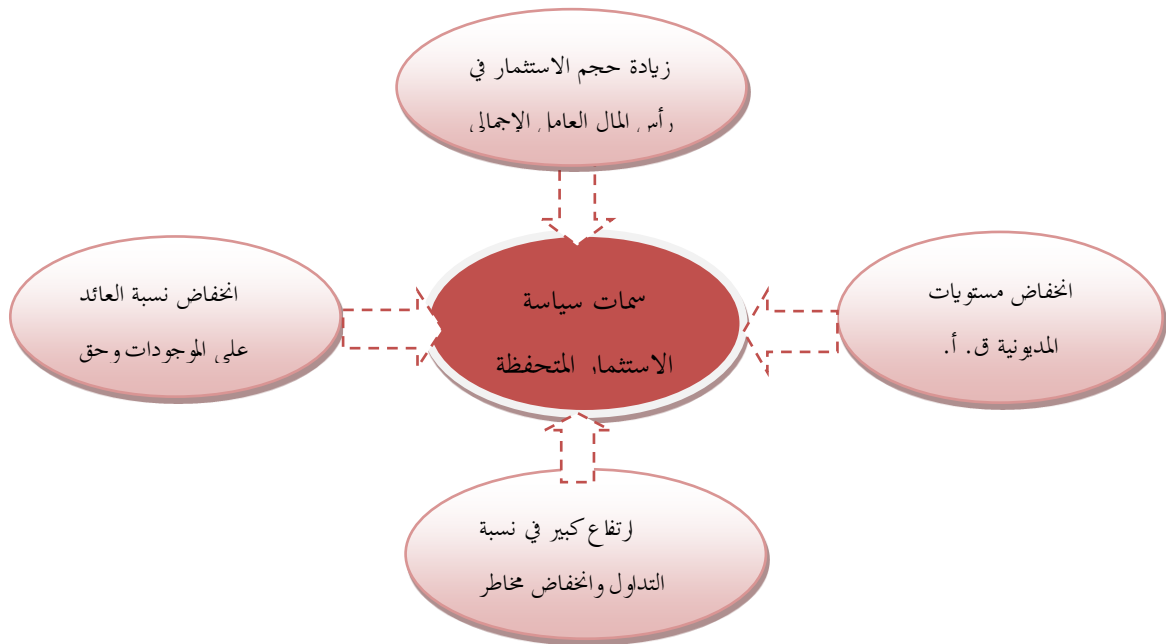 زيادة حجم الاستثمار في
رأس المال العامل الإجمالي
انخفاض مستويات
المديونية ق. أ.
سمات سياسة
الاستثمار المتحفظة
انخفاض نسبة العائد
على الموجودات وحق
ارتفاع كبير في نسبة
التداول وانخفاض مخاطر